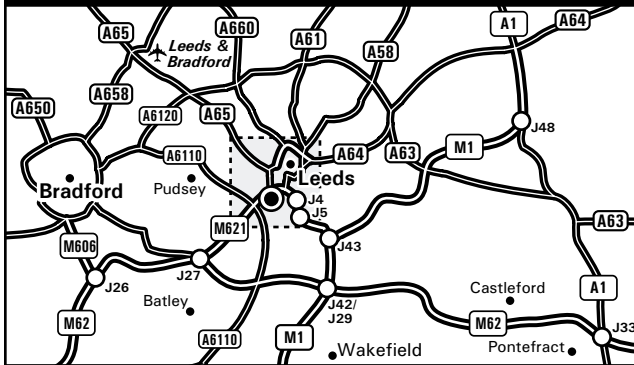 A65
A660
A61
A58
A1
A64
Leeds &
Bradford
A650
A658
A6120
A65
J48
A6110
A64
A63
M1
Bradford
Pudsey
Leeds
J4
J5
A63
M621
M606
J43
J27
J26
Castleford
A1
Batley
J42/
J29
M62
M62
J33
A6110
M1
Wakefield
Pontefract